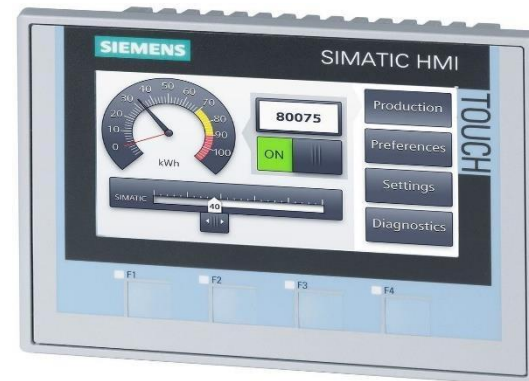 SIEMENS
SIMATIC HMI
TOUCH
0
10
20
30
40
50
60
70
80
90
100
kWh
80075
ON
SIMATIC
40
Production
Preferences
Settings
Diagnostics
F1
F2
F3
F4